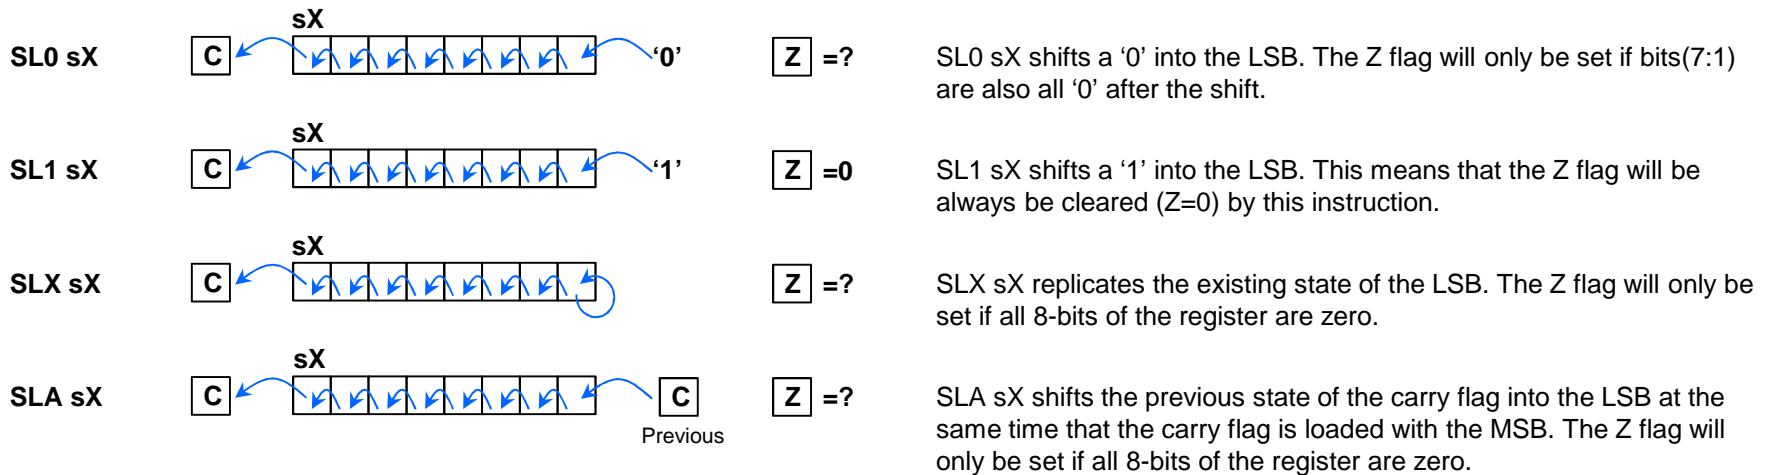 sX
SL0 sX C ‘0’ Z =? SL0 sX shifts a ‘0’ into the LSB. The Z flag will only be set if bits(7:1)
are also all ‘0’ after the shift.
sX
SL1 sX C ‘1’ Z =0 SL1 sX shifts a ‘1’ into the LSB. This means that the Z flag will be
always be cleared (Z=0) by this instruction.
sX
SLX sX C Z =? SLX sX replicates the existing state of the LSB. The Z flag will only be
set if all 8-bits of the register are zero.
sX
SLA sX C C Z =? SLA sX shifts the previous state of the carry flag into the LSB at the
Previous same time that the carry flag is loaded with the MSB. The Z flag will
only be set if all 8-bits of the register are zero.